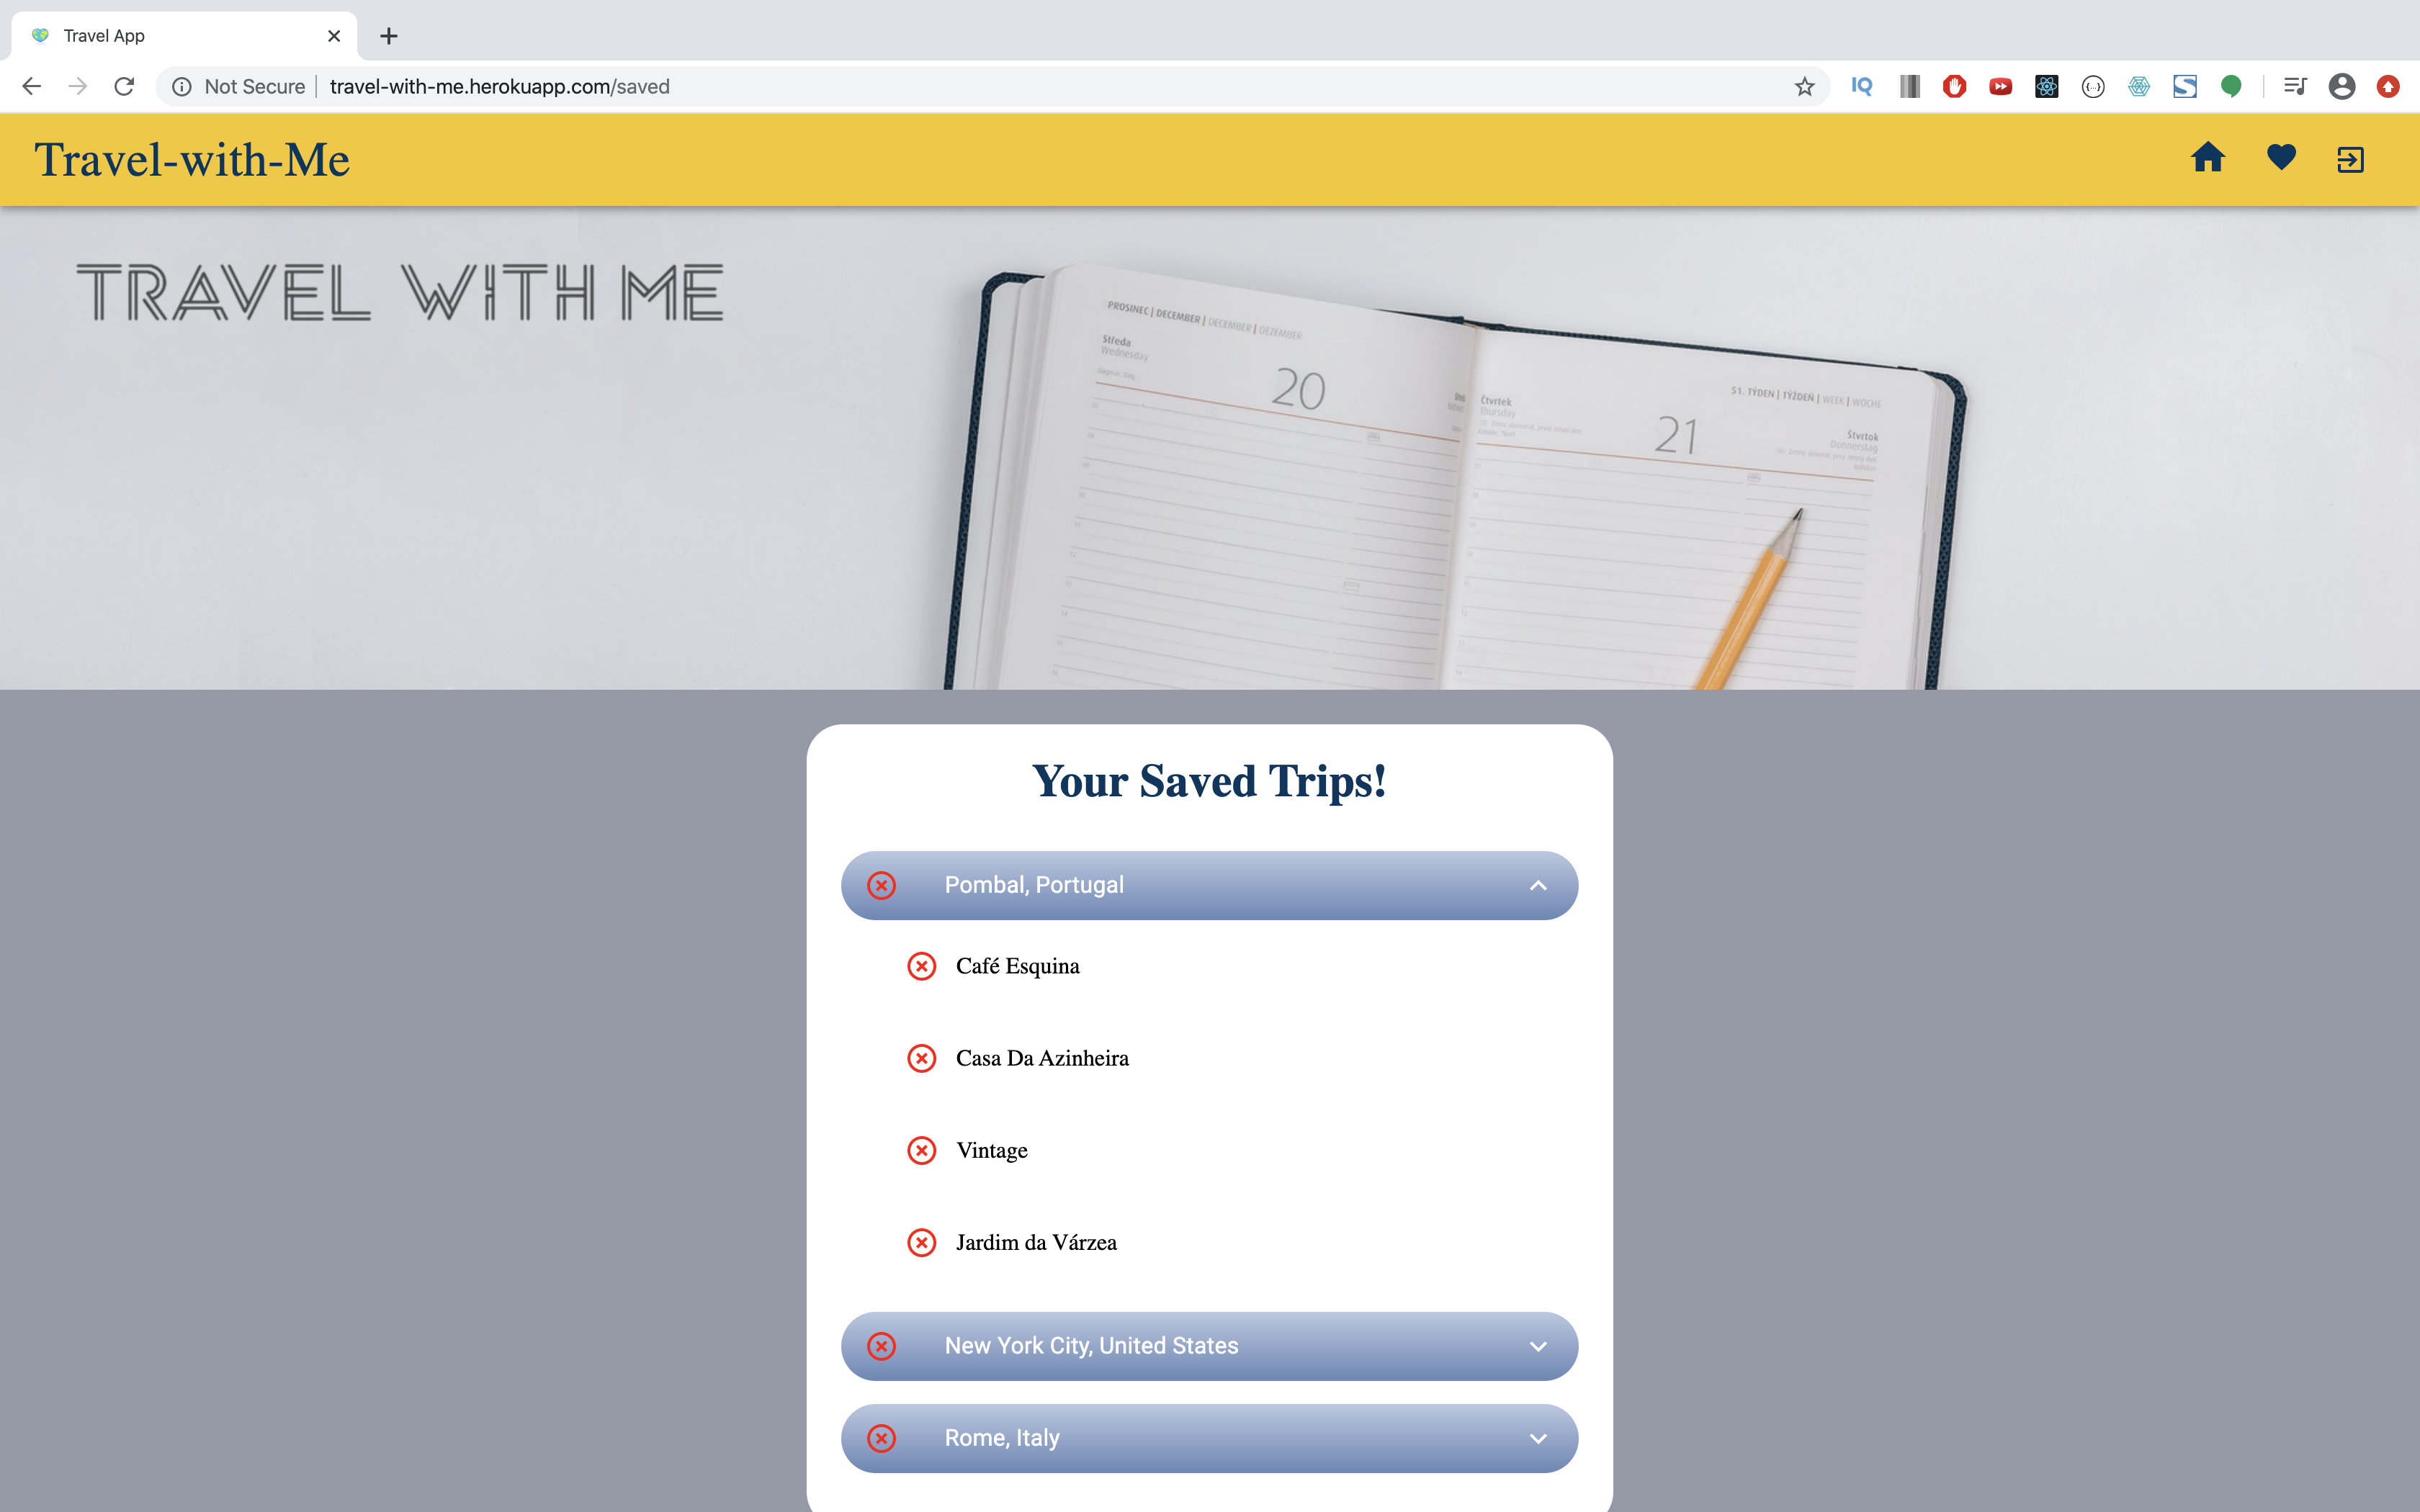 Travel App
Not Secure
travel-with-me.herokuapp.com/saved
IQ
Travel-with-Me
TRAVEL WITH ME
PROSINEC | DECEMBER | DECEMBER | DEZEMBER
Středa
Wednesday
20
51. TÝDEN | TÝŽDEŇ | WEEK | WOCHE
Čtvrtek
Thursday
21
Štvrtok
Donnerstag
Your Saved Trips!
Pombal, Portugal
Café Esquina
Casa Da Azinheira
Vintage
Jardim da Várzea
New York City, United States
Rome, Italy